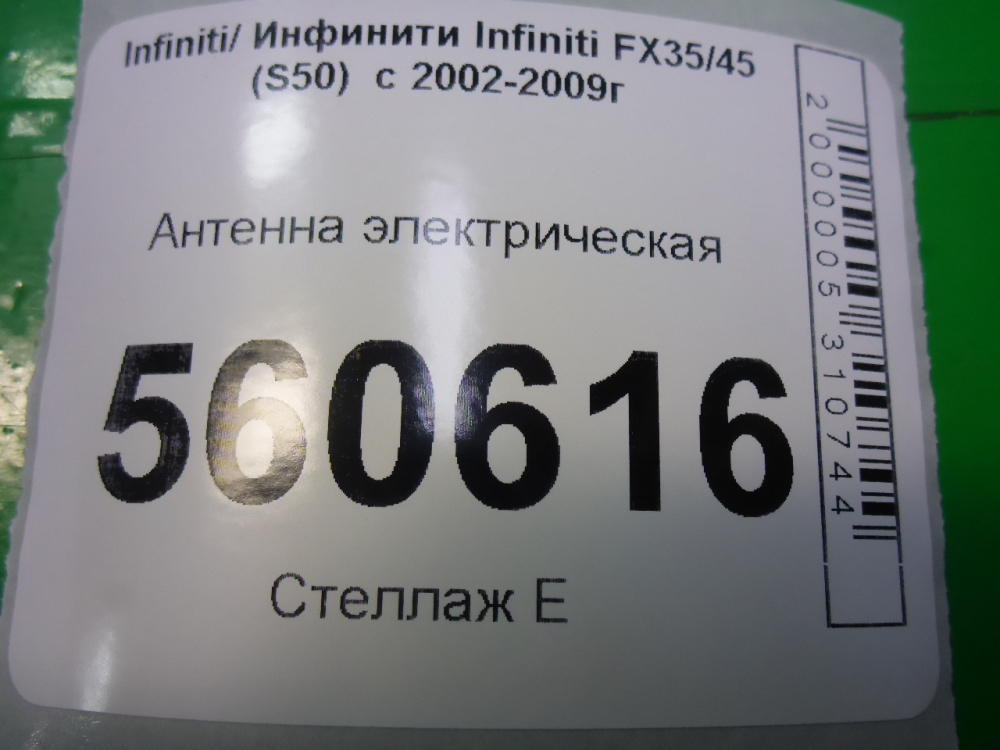 Infiniti/ Инфинити Infiniti FX35/45
(S50) с 2002-2009г
Антенна электрическая
560616
Стеллаж Е
2000005310744